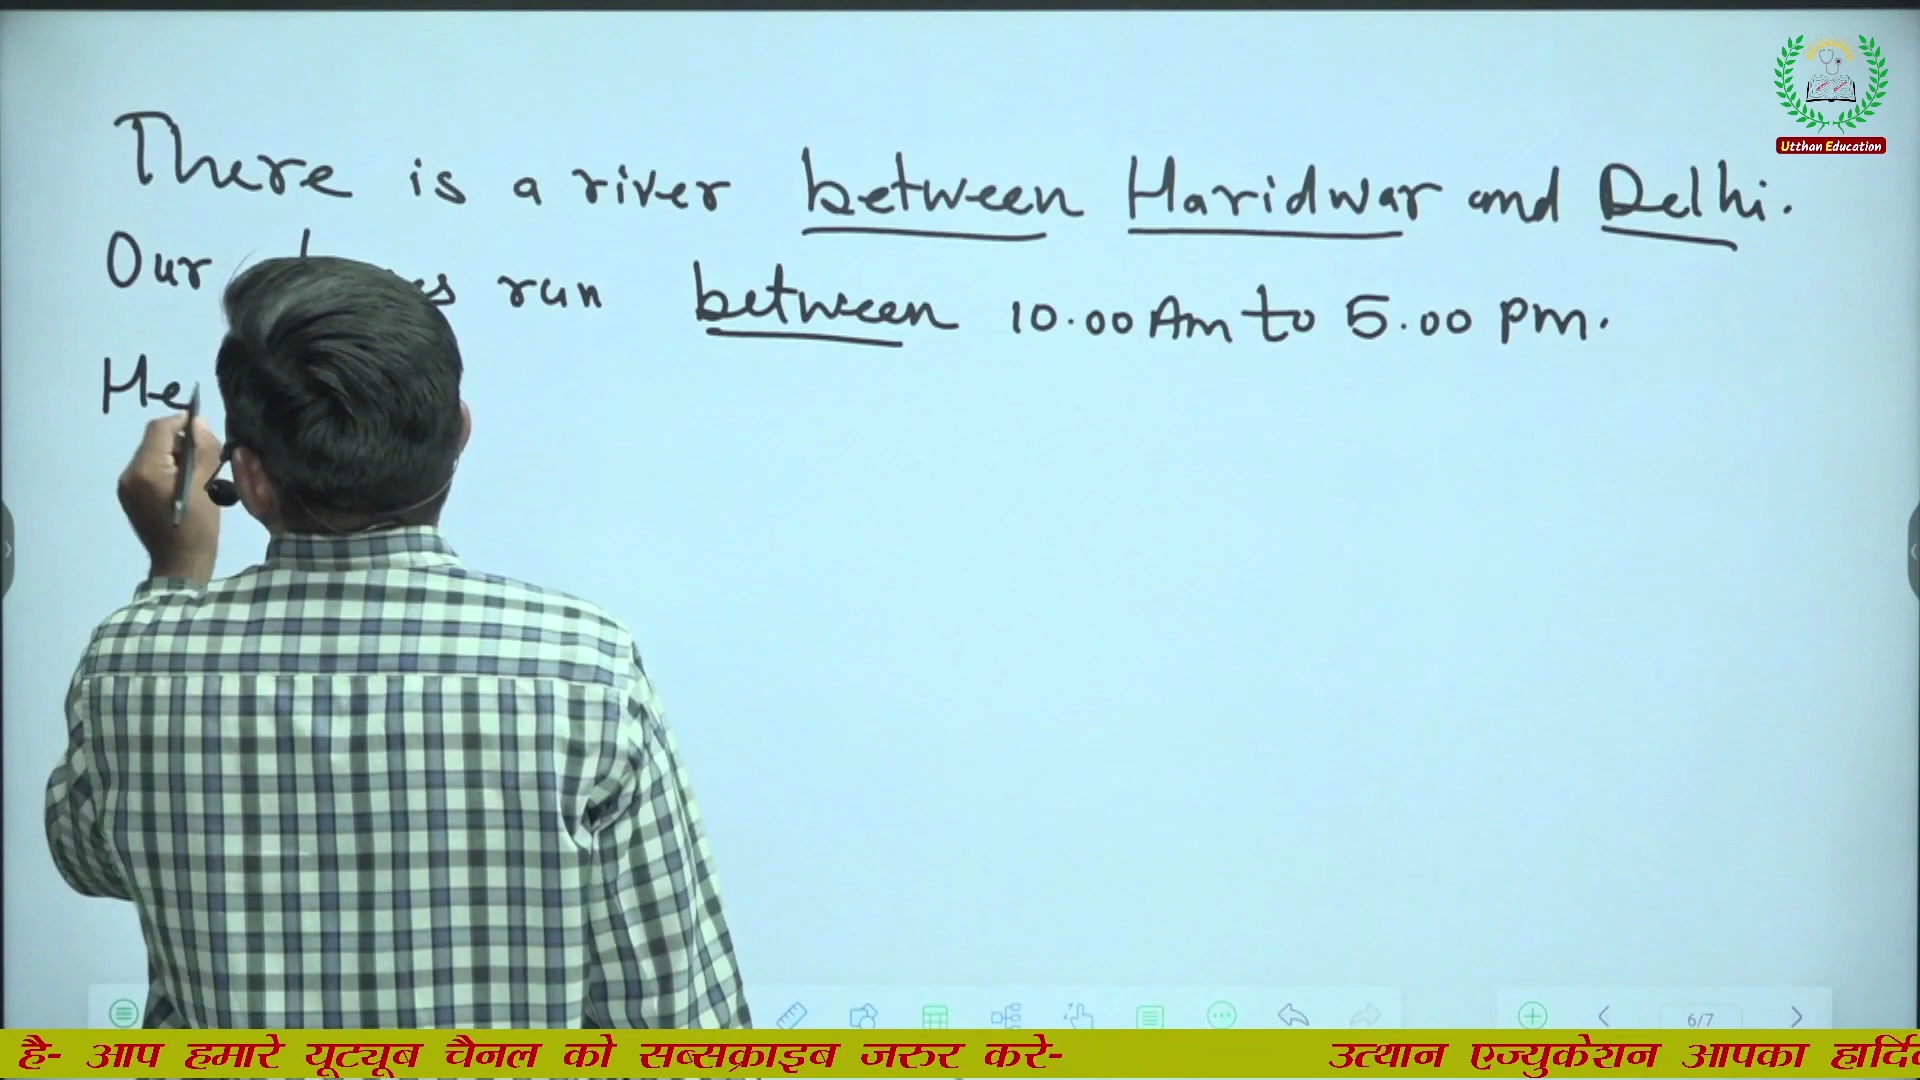 Utthan Education
There is a river between Haridwar and Delhi.
Our run between 10.00 Am to 5.00 pm.
He
6/7
है- आप हमारे यूट्यूब चैनल को सब्सक्राइब जरुर करे- उत्थान एज्युकेशन आपका